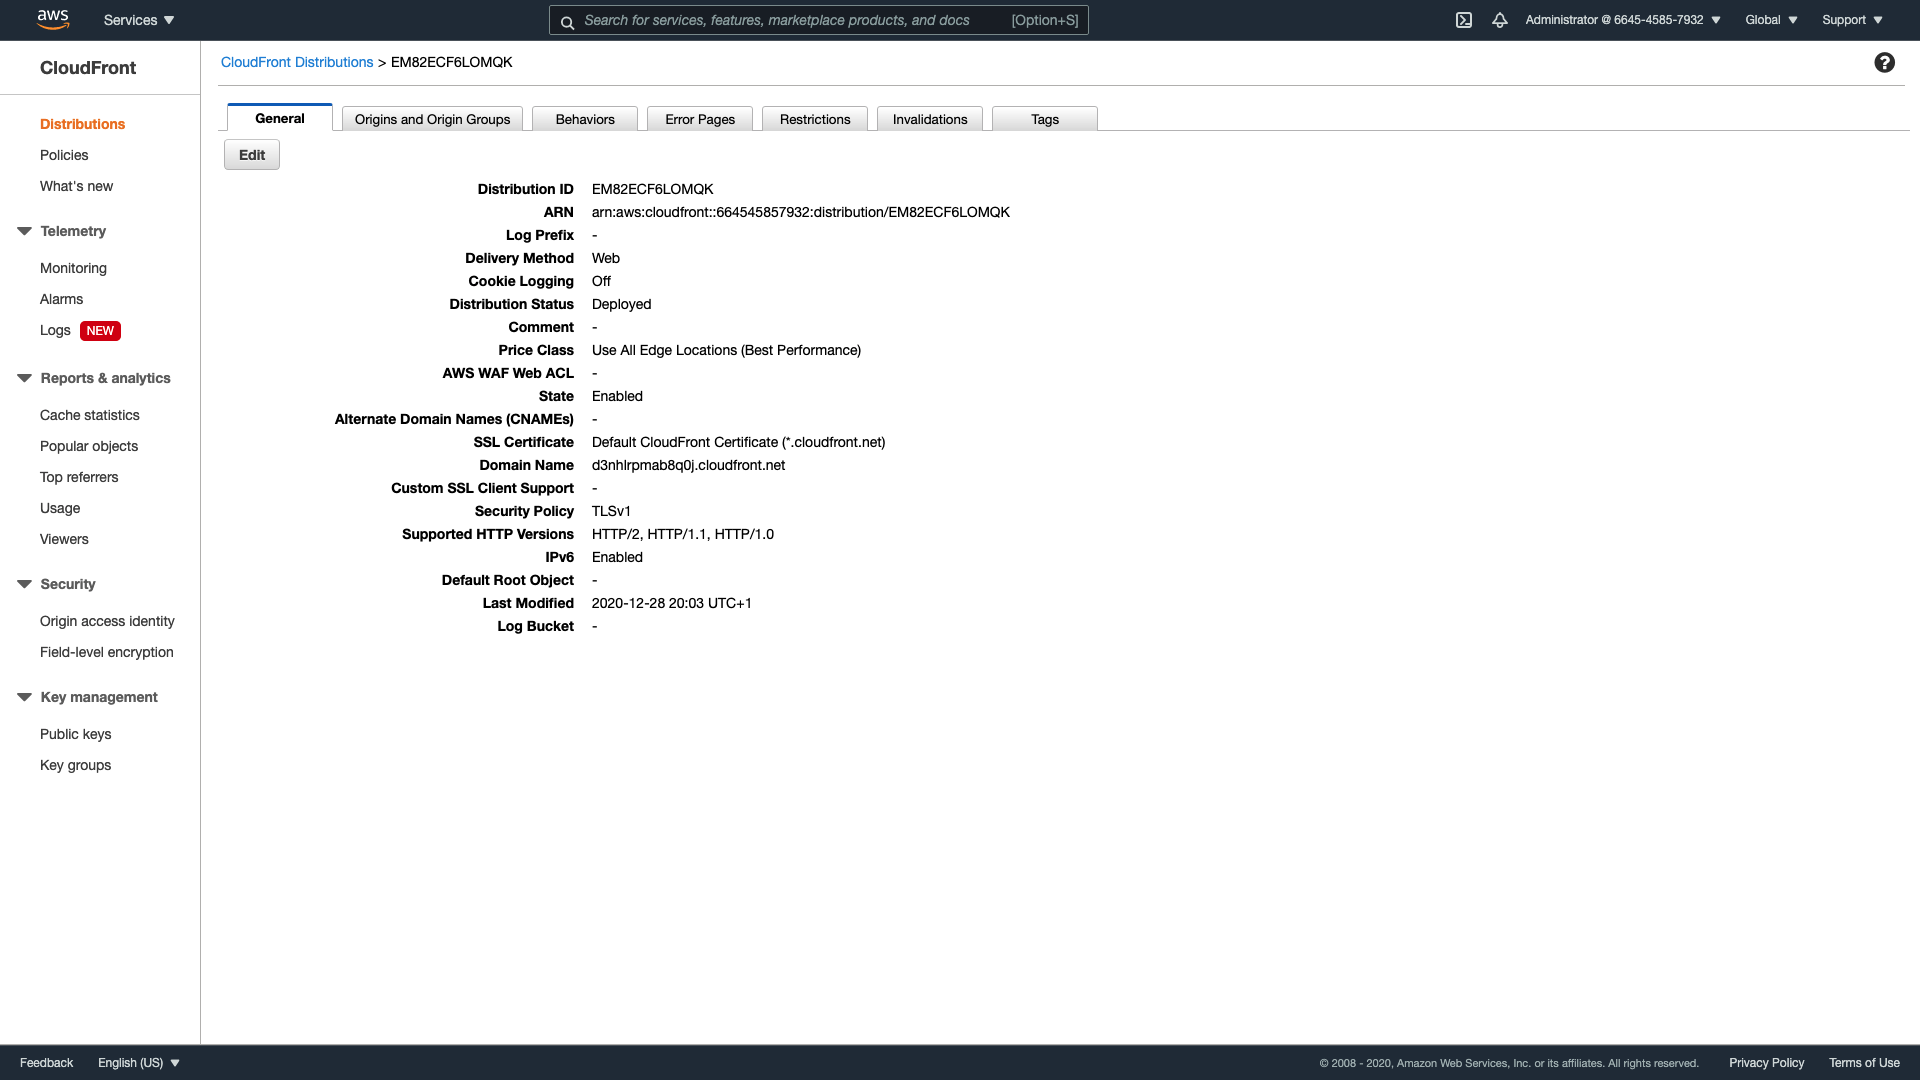 aws Services Search for services, features, marketplace products, and docs [Option+S] Administrator @ 6645-4585-7932 Global Support
CloudFront
Distributions
Policies
What's new
Telemetry
Monitoring
Alarms
Logs NEW
Reports & analytics
Cache statistics
Popular objects
Top referrers
Usage
Viewers
Security
Origin access identity
Field-level encryption
Key management
Public keys
Key groups
CloudFront Distributions > EM82ECF6LOMQK ?
General Origins and Origin Groups Behaviors Error Pages Restrictions Invalidations Tags
Edit
Distribution ID EM82ECF6LOMQK
ARN arn:aws:cloudfront::664545857932:distribution/EM82ECF6LOMQK
Log Prefix -
Delivery Method Web
Cookie Logging Off
Distribution Status Deployed
Comment -
Price Class Use All Edge Locations (Best Performance)
AWS WAF Web ACL -
State Enabled
Alternate Domain Names (CNAMEs) -
SSL Certificate Default CloudFront Certificate (*.cloudfront.net)
Domain Name d3nhlrpmab8q0j.cloudfront.net
Custom SSL Client Support -
Security Policy TLSv1
Supported HTTP Versions HTTP/2, HTTP/1.1, HTTP/1.0
IPv6 Enabled
Default Root Object -
Last Modified 2020-12-28 20:03 UTC+1
Log Bucket -
Feedback English (US) © 2008 - 2020, Amazon Web Services, Inc. or its affiliates. All rights reserved. Privacy Policy Terms of Use